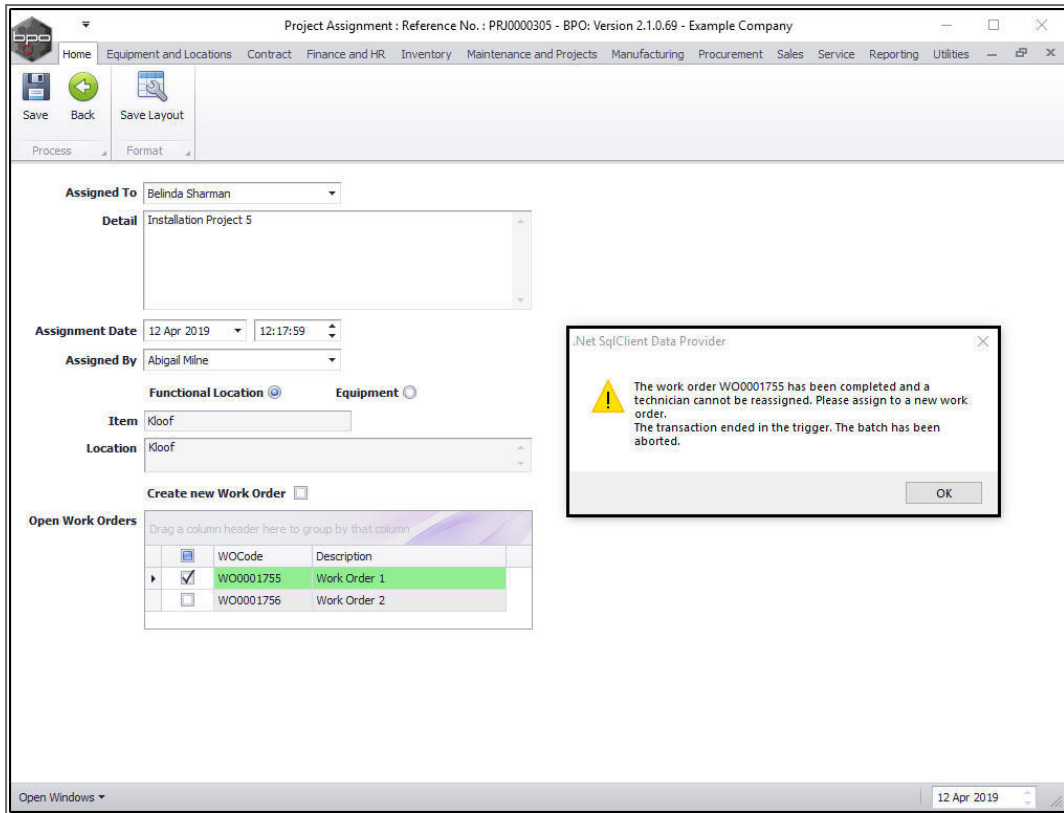 Project Assignment : Reference No. : PRJ0000305 - BPO: Version 2.1.0.69 - Example Company
bpo
Home Equipment and Locations Contract Finance and HR Inventory Maintenance and Projects Manufacturing Procurement Sales Service Reporting Utilities
Save Back Save Layout
Process Format
Assigned To Belinda Sharman
Detail Installation Project 5
Assignment Date 12 Apr 2019 12:17:59
Assigned By Abigail Milne
Functional Location Equipment
Item Kloof
Location Kloof
Create new Work Order
Open Work Orders
Drag a column header here to group by that column
WOCode Description
WO0001755 Work Order 1
WO0001756 Work Order 2
.Net SqlClient Data Provider
The work order WO0001755 has been completed and a
technician cannot be reassigned. Please assign to a new work
order.
The transaction ended in the trigger. The batch has been
aborted.
OK
Open Windows 12 Apr 2019